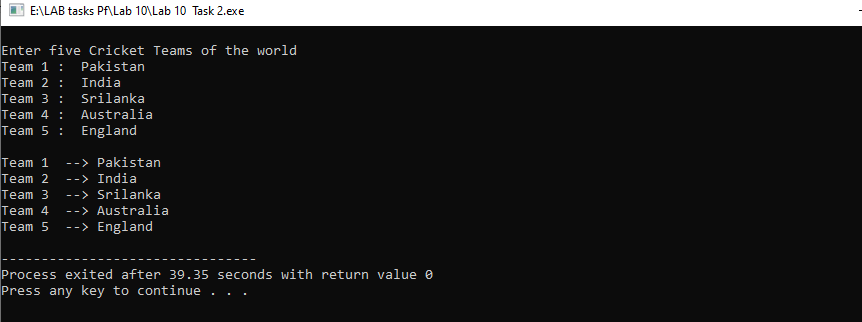 E:\LAB tasks Pf\Lab 10\Lab 10  Task 2.exe
Enter five Cricket Teams of the world
Team 1 :  Pakistan
Team 2 :  India
Team 3 :  Srilanka
Team 4 :  Australia
Team 5 :  England
Team 1  --> Pakistan
Team 2  --> India
Team 3  --> Srilanka
Team 4  --> Australia
Team 5  --> England
--------------------------------
Process exited after 39.35 seconds with return value 0
Press any key to continue . . .